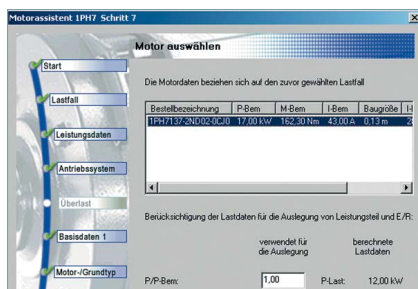 Motorassistent 1PH7 Schritt 7
Motor auswählen
Start
Lastfall
Leistungsdaten
Antriebssystem
Überlast
Basisdaten 1
Motor-/Grundtyp
Die Motordaten beziehen sich auf den zuvor gewählten Lastfall
Bestellbezeichnung P-Bem M-Bem I-Bem Baugröße
1PH7137-2ND02-0CJ0 17,00 kW 162,30 Nm 43,00 A 0,13 m
Berücksichtigung der Lastdaten für die Auslegung von Leistungsteil und E/R:
verwendet für die Auslegung
berechnete Lastdaten
P/P-Bem: 1,00 P-Last: 12,00 kW